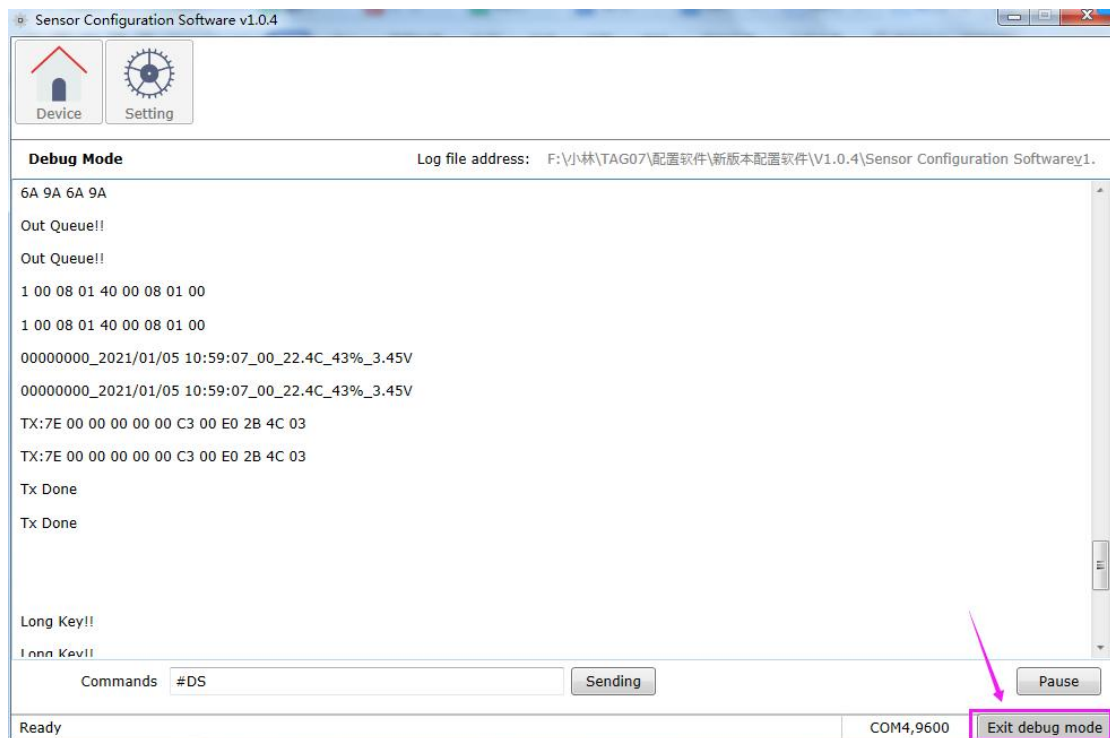 Sensor Configuration Software v1.0.4
Device
Setting
Debug Mode
Log file address: F:\小林\TAG07\配置软件\新版本配置软件\V1.0.4\Sensor Configuration Softwarev1.
6A 9A 6A 9A
Out Queue!!
Out Queue!!
1 00 08 01 40 00 08 01 00
1 00 08 01 40 00 08 01 00
00000000_2021/01/05 10:59:07_00_22.4C_43%_3.45V
00000000_2021/01/05 10:59:07_00_22.4C_43%_3.45V
TX:7E 00 00 00 00 00 C3 00 E0 2B 4C 03
TX:7E 00 00 00 00 00 C3 00 E0 2B 4C 03
Tx Done
Tx Done
Long Key!!
Long Key!!
Commands #DS Sending Pause
Ready COM4,9600 Exit debug mode